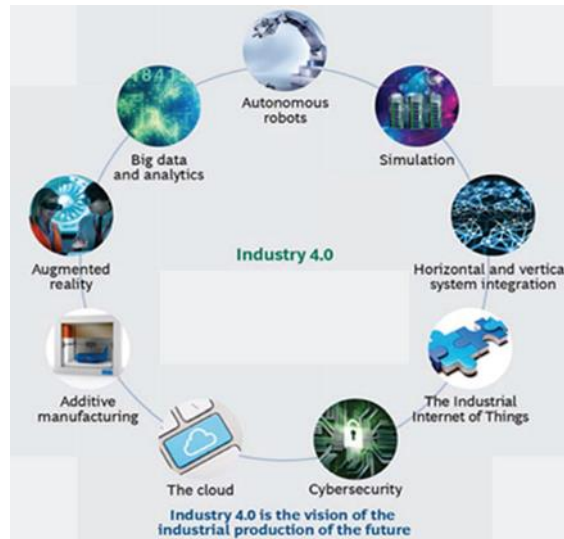 Autonomous
robots
Big data
and analytics
Simulation
Augmented
reality
Industry 4.0
Horizontal and vertica
system integration
Additive
manufacturing
The Industrial
Internet of Things
The cloud
Cybersecurity
Industry 4.0 is the vision of the
industrial production of the future